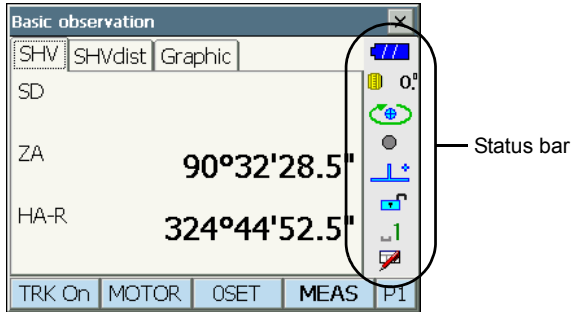 Basic observation
SHV SHVdist Graphic
SD
0."
ZA 90°32'28.5"
HA-R 324°44'52.5"
1
TRK On MOTOR 0SET MEAS P1
Status bar